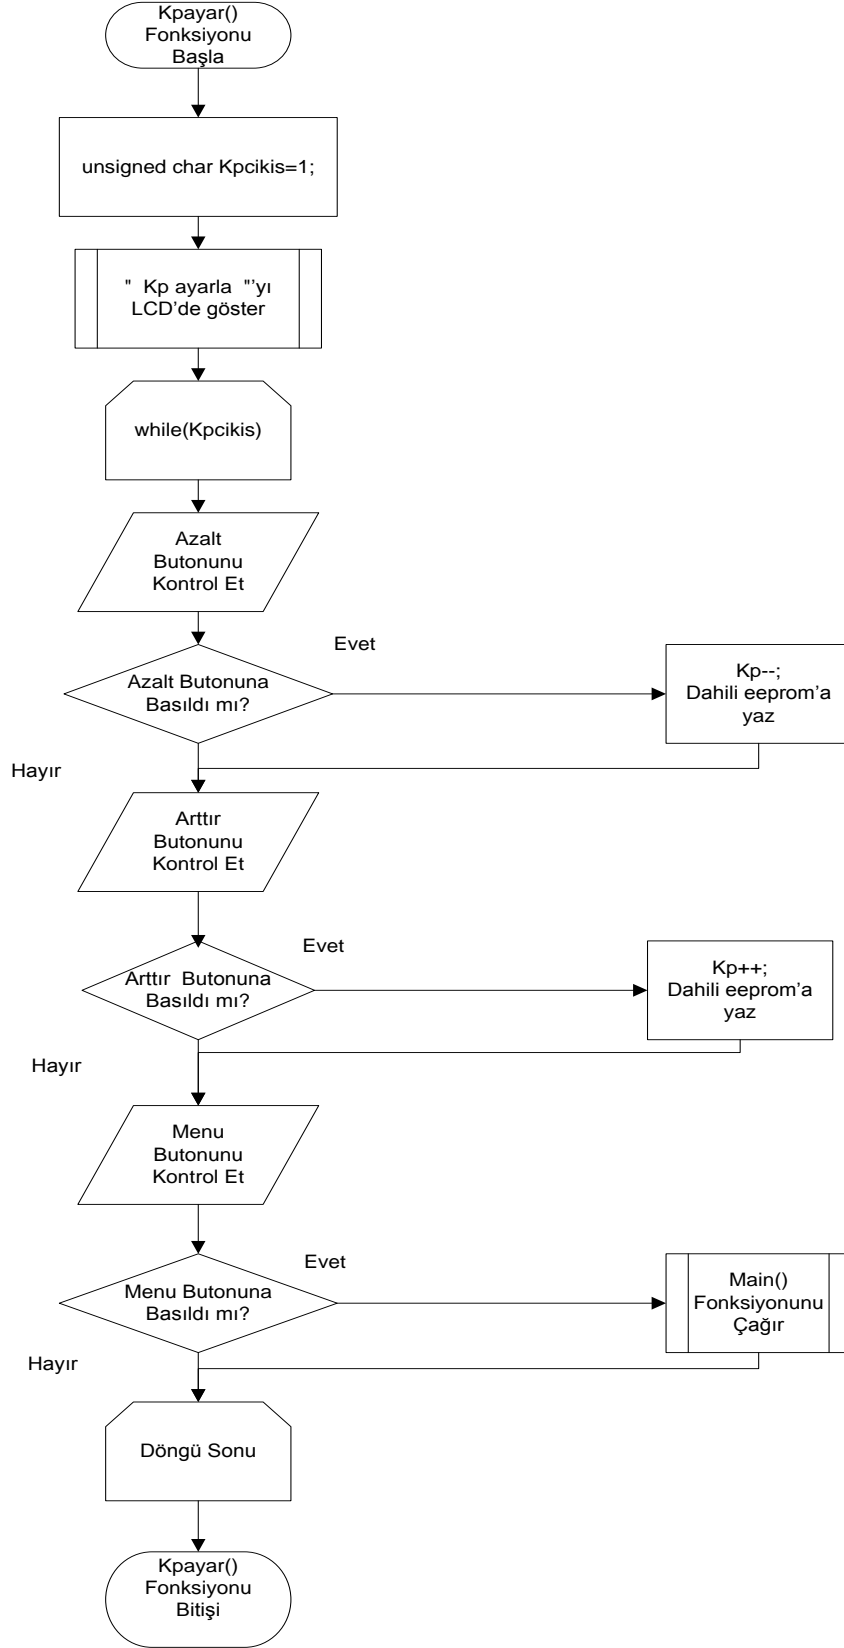 Kpayar()
Fonksiyonu
Başla
unsigned char Kpcikis=1;
" Kp ayarla "'yı
LCD'de göster
while(Kpcikis)
Azalt
Butonunu
Kontrol Et
Evet
Azalt Butonuna
Basıldı mı?
Kp--;
Dahili eeprom'a
yaz
Hayır
Arttır
Butonunu
Kontrol Et
Evet
Arttır Butonuna
Basıldı mı?
Kp++;
Dahili eeprom'a
yaz
Hayır
Menu
Butonunu
Kontrol Et
Evet
Menu Butonuna
Basıldı mı?
Main()
Fonksiyonunu
Çağır
Hayır
Döngü Sonu
Kpayar()
Fonksiyonu
Bitişi